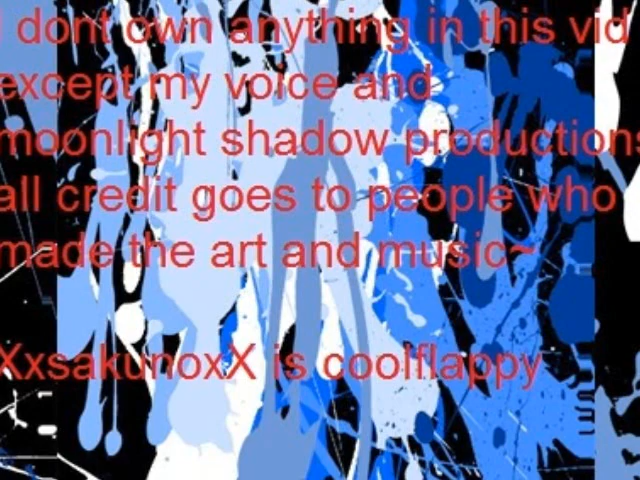 I dont own anything in this vid
except my voice and
moonlight shadow productions
all credit goes to people who
made the art and music~
XxsakunoxX is coolflappy